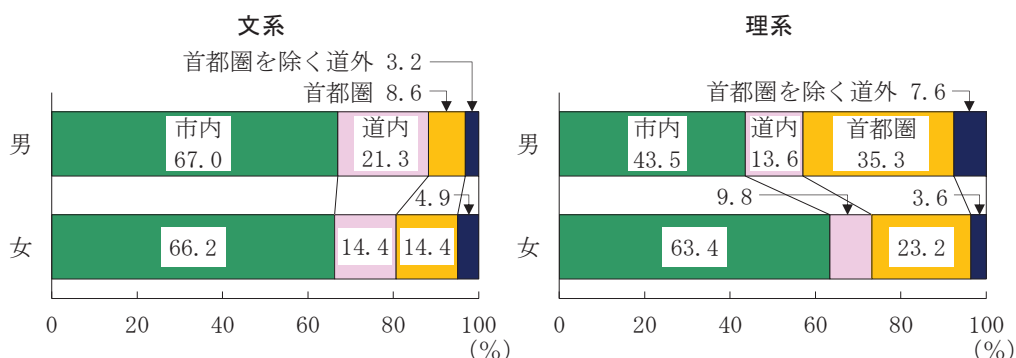 文系
首都圏を除く道外 3.2
首都圏 8.6
男
市内
67.0
道内
21.3
4.9
女
66.2
14.4
14.4
0 20 40 60 80 100
(%)
理系
首都圏を除く道外 7.6
男
市内
43.5
道内
13.6
首都圏
35.3
9.8
3.6
女
63.4
23.2
0 20 40 60 80 100
(%)